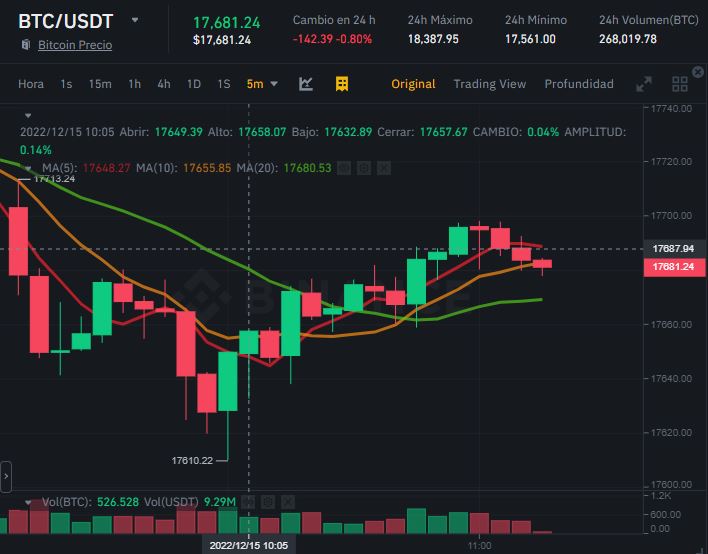 BTC/USDT
Bitcoin Precio
17,681.24
$17,681.24
Cambio en 24 h
-142.39 -0.80%
24h Máximo
18,387.95
24h Mínimo
17,561.00
24h Volumen(BTC)
268,019.78
Hora 1s 15m 1h 4h 1D 1S 5m Original Trading View Profundidad
2022/12/15 10:05 Abrir: 17649.39 Alto: 17658.07 Bajo: 17632.89 Cerrar: 17657.67 CAMBIO: 0.04% AMPLITUD:
0.14%
MA(5): 17648.27 MA(10): 17655.85 MA(20): 17680.53
17713.24
17740.00
17720.00
17700.00
17687.94
17681.24
17660.00
17640.00
17620.00
17600.00
BINANCE
17610.22
Vol(BTC): 526.528 Vol(USDT) 9.29M
1.2K
600.00
0.00
2022/12/15 10:05
11:00